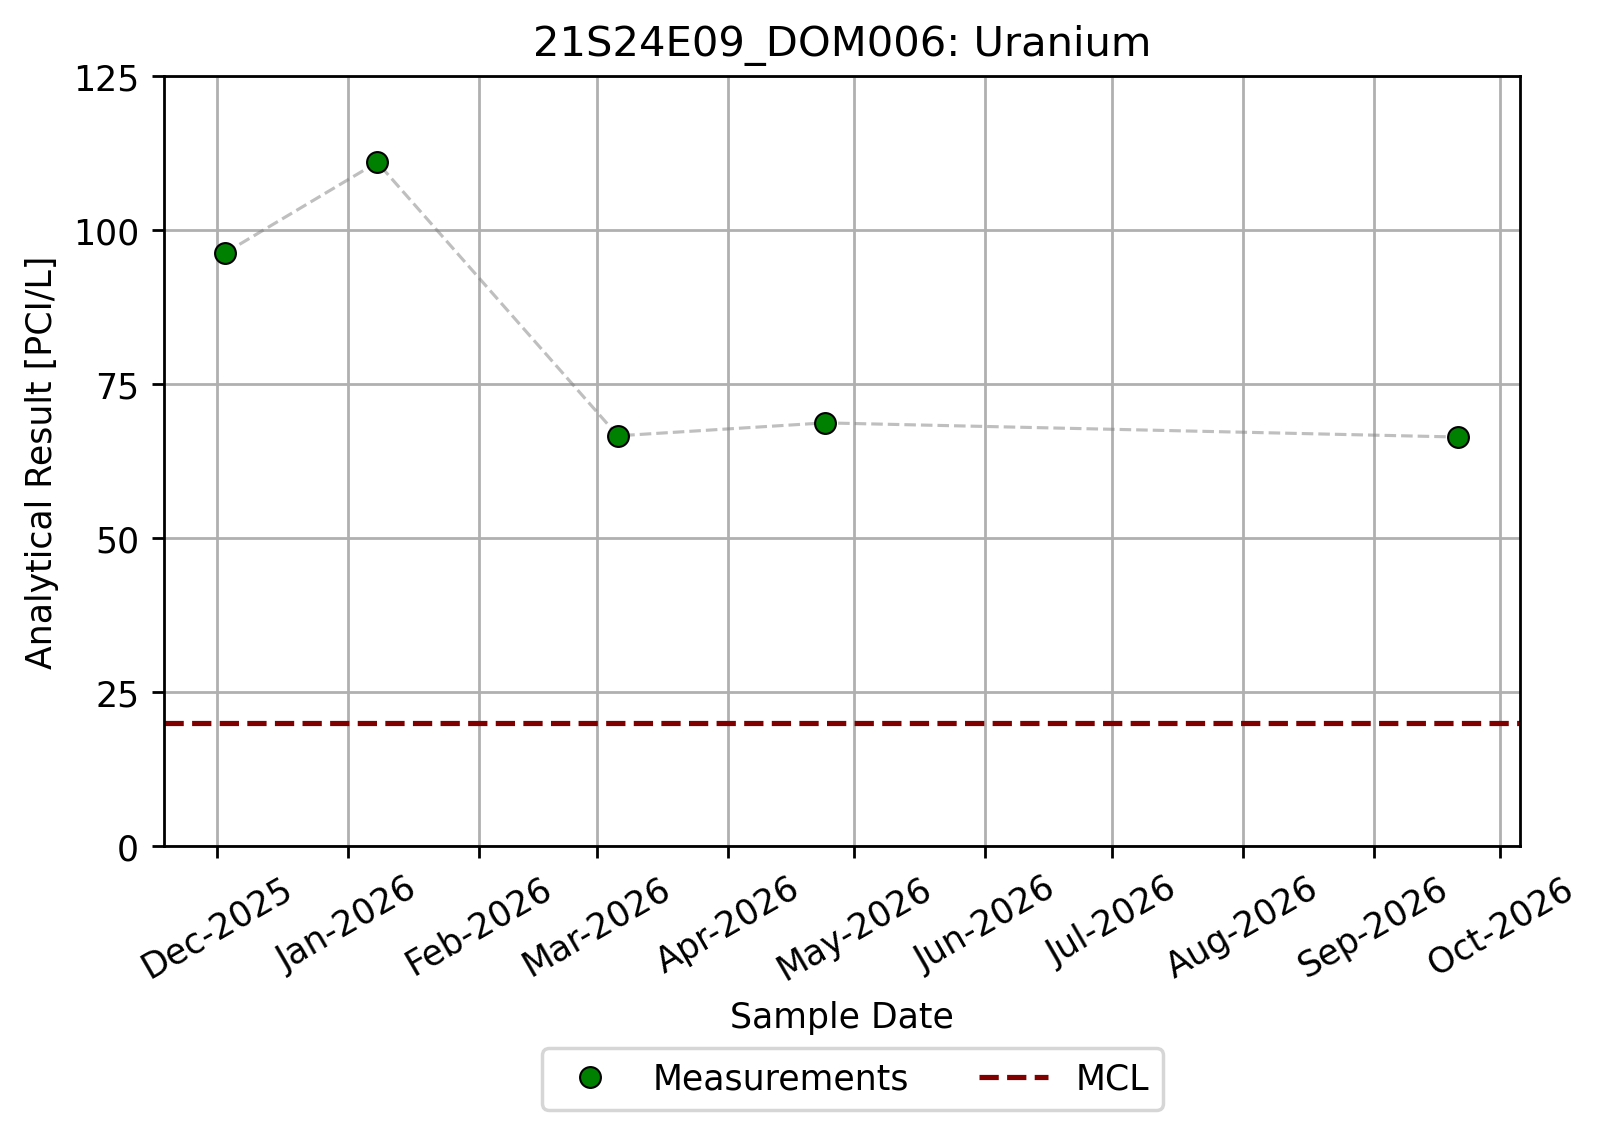 21S24E09_DOM006: Uranium
125
100
75
50
25
0
Analytical Result [PCI/L]
Dec-2025
Jan-2026
Feb-2026
Mar-2026
Apr-2026
May-2026
Jun-2026
Jul-2026
Aug-2026
Sep-2026
Oct-2026
Sample Date
Measurements
MCL